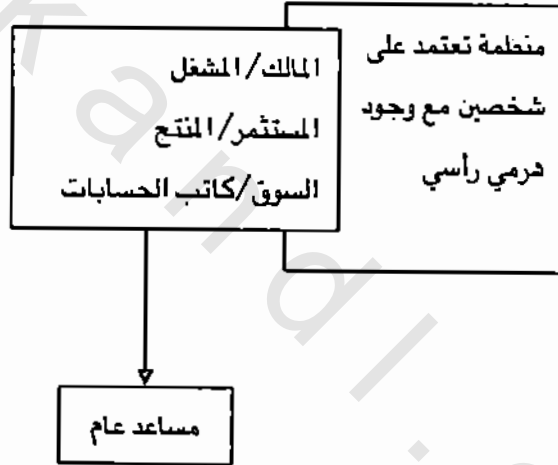 منظمة تعتمد على
شخصين مع وجود
هرمي رأسي
المالك/المشغل
المستثمر/المنتج
السوق/كاتب الحسابات
مساعد عام